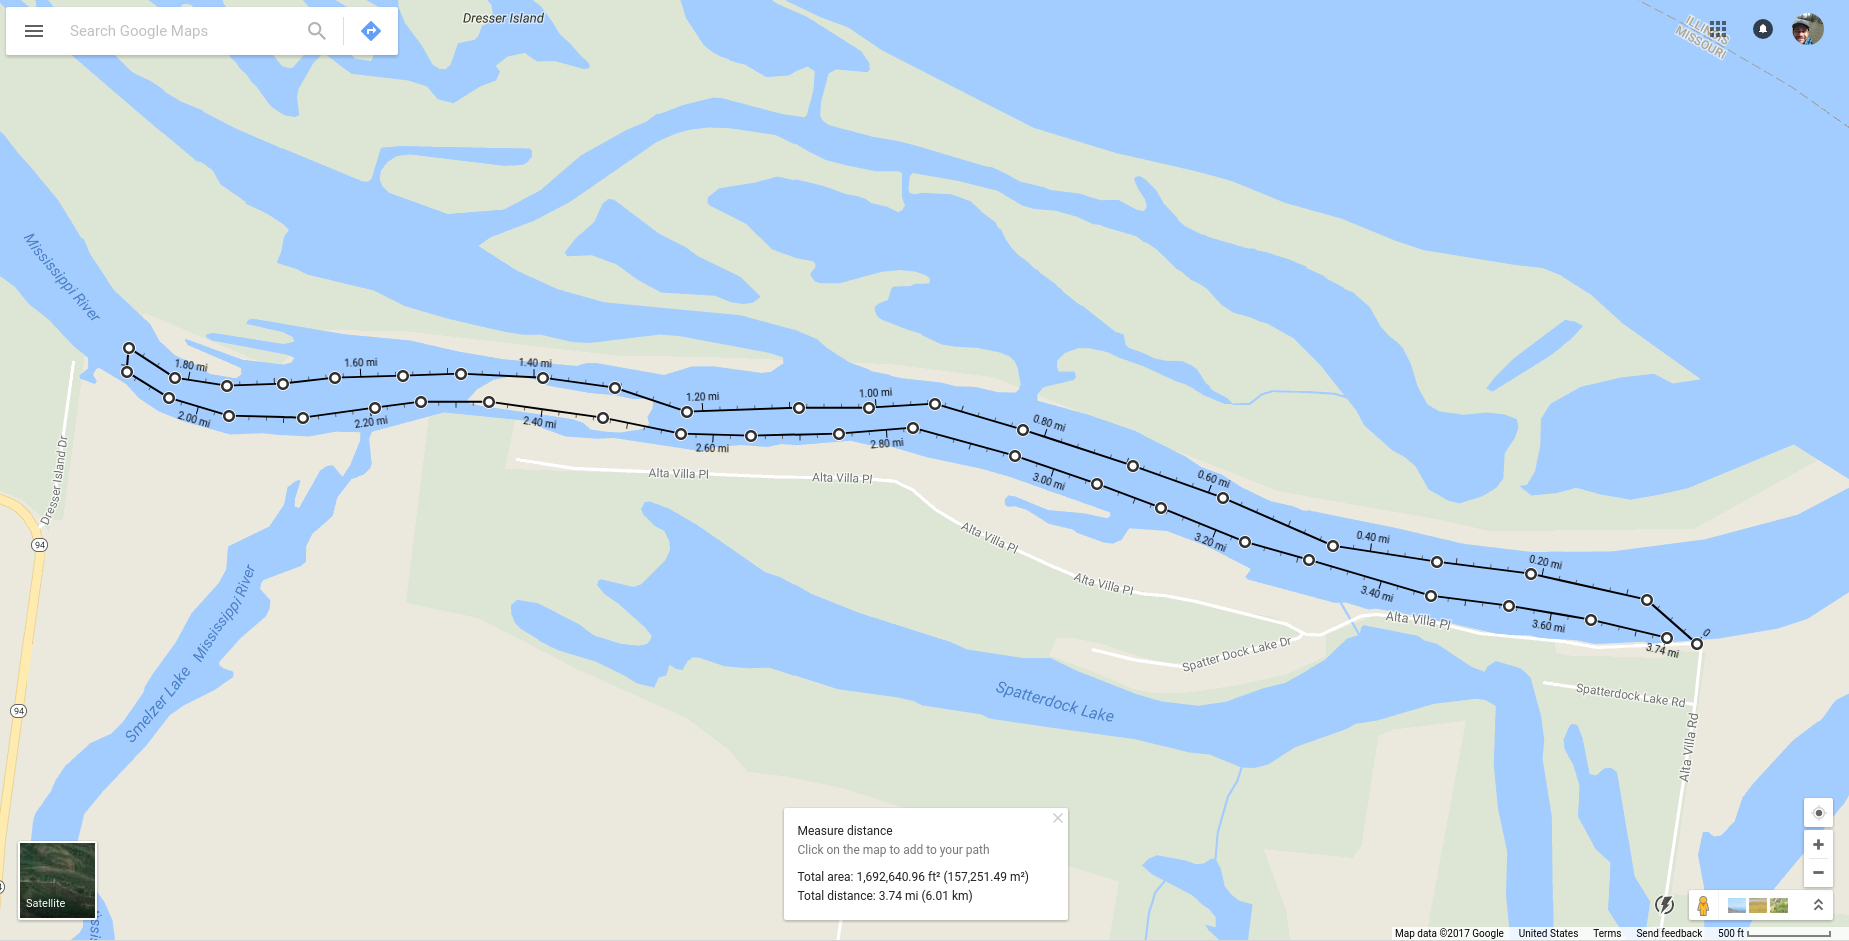 Search Google Maps
Dresser Island
ILLINOIS
MISSOURI
Mississippi River
1.80 mi
1.60 mi
1.40 mi
1.20 mi
1.00 mi
0.80 mi
0.60 mi
0.40 mi
0.20 mi
0
2.00 mi
2.20 mi
2.40 mi
2.60 mi
2.80 mi
3.00 mi
3.20 mi
3.40 mi
3.60 mi
3.74 mi
Dresser Island Dr
94
94
Alta Villa Pl
Alta Villa Pl
Alta Villa Pl
Alta Villa Pl
Alta Villa Pl
Spatter Dock Lake Dr
Mississippi River
Smelzer Lake
Spatterdock Lake
Spatterdock Lake Rd
Alta Villa Rd
Measure distance
Click on the map to add to your path
Total area: 1,692,640.96 ft² (157,251.49 m²)
Total distance: 3.74 mi (6.01 km)
Satellite
Map data ©2017 Google United States Terms Send feedback 500 ft